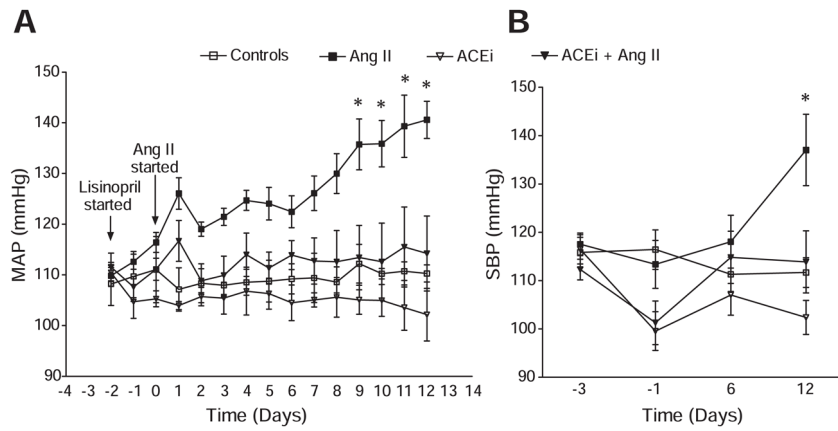 A
B
Controls Ang II ACEi ACEi + Ang II
150
140
130
120
110
100
90
MAP (mmHg)
Lisinopril
started
Ang II
started
* * * *
-4 -3 -2 -1 0 1 2 3 4 5 6 7 8 9 10 11 12 13 14
Time (Days)
150
140
130
120
110
100
90
SBP (mmHg)
*
-3 -1 6 12
Time (Days)